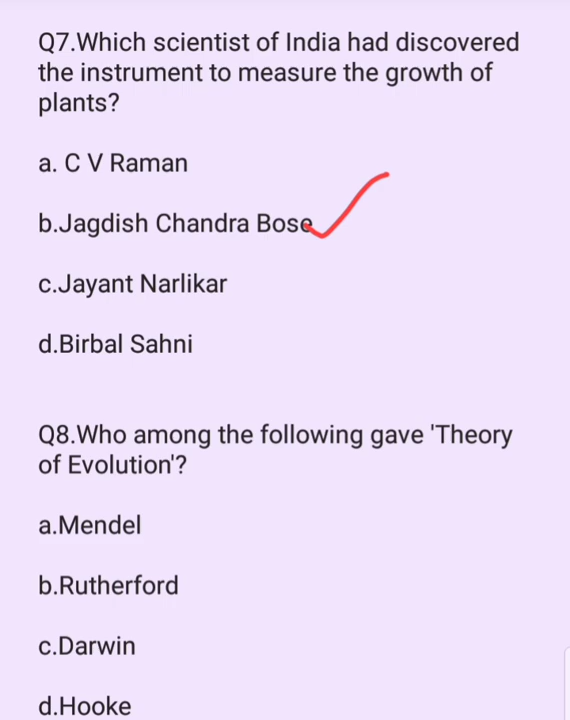 Q7.Which scientist of India had discovered
the instrument to measure the growth of
plants?
a. C V Raman
b.Jagdish Chandra Bose
c.Jayant Narlikar
d.Birbal Sahni
Q8.Who among the following gave 'Theory
of Evolution'?
a.Mendel
b.Rutherford
c.Darwin
d.Hooke